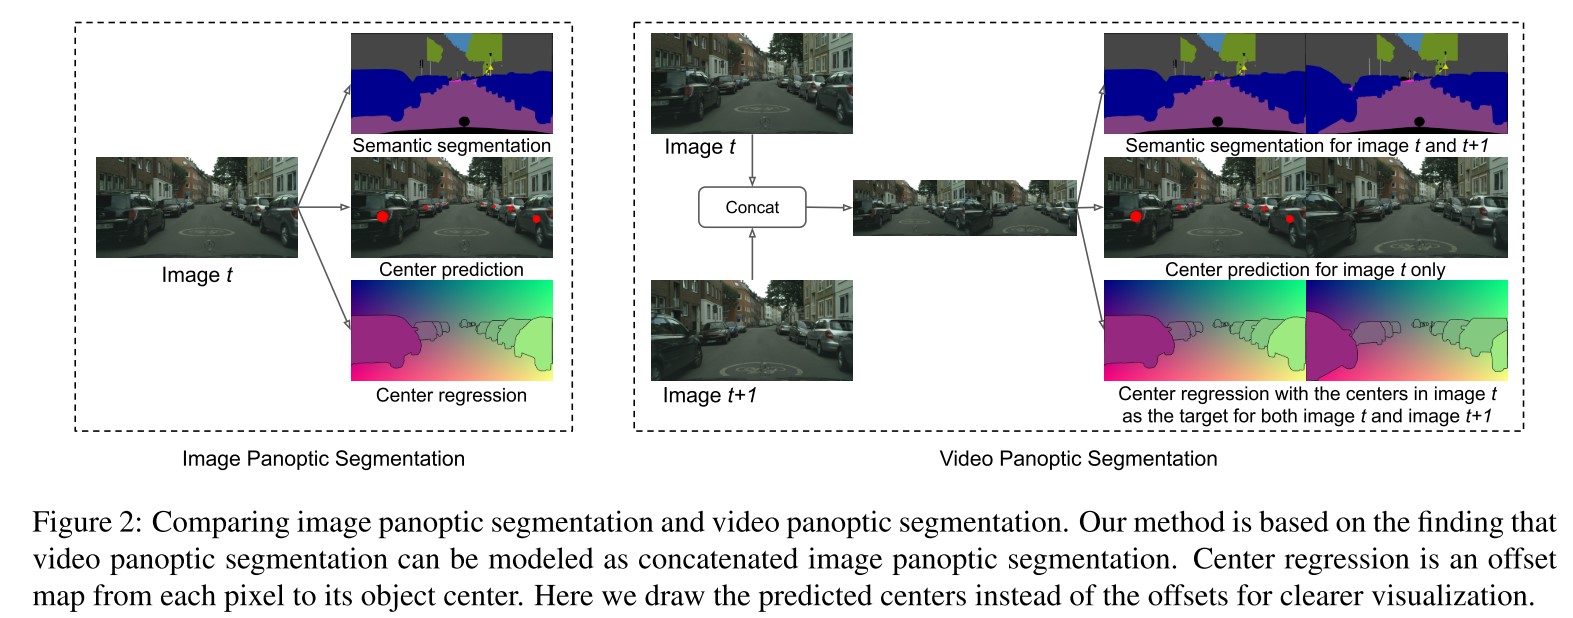 Image t
Semantic segmentation
Center prediction
Center regression
Image Panoptic Segmentation
Image t
Concat
Image t+1
Semantic segmentation for image t and t+1
Center prediction for image t only
Center regression with the centers in image t
as the target for both image t and image t+1
Video Panoptic Segmentation
Figure 2: Comparing image panoptic segmentation and video panoptic segmentation. Our method is based on the finding that
video panoptic segmentation can be modeled as concatenated image panoptic segmentation. Center regression is an offset
map from each pixel to its object center. Here we draw the predicted centers instead of the offsets for clearer visualization.